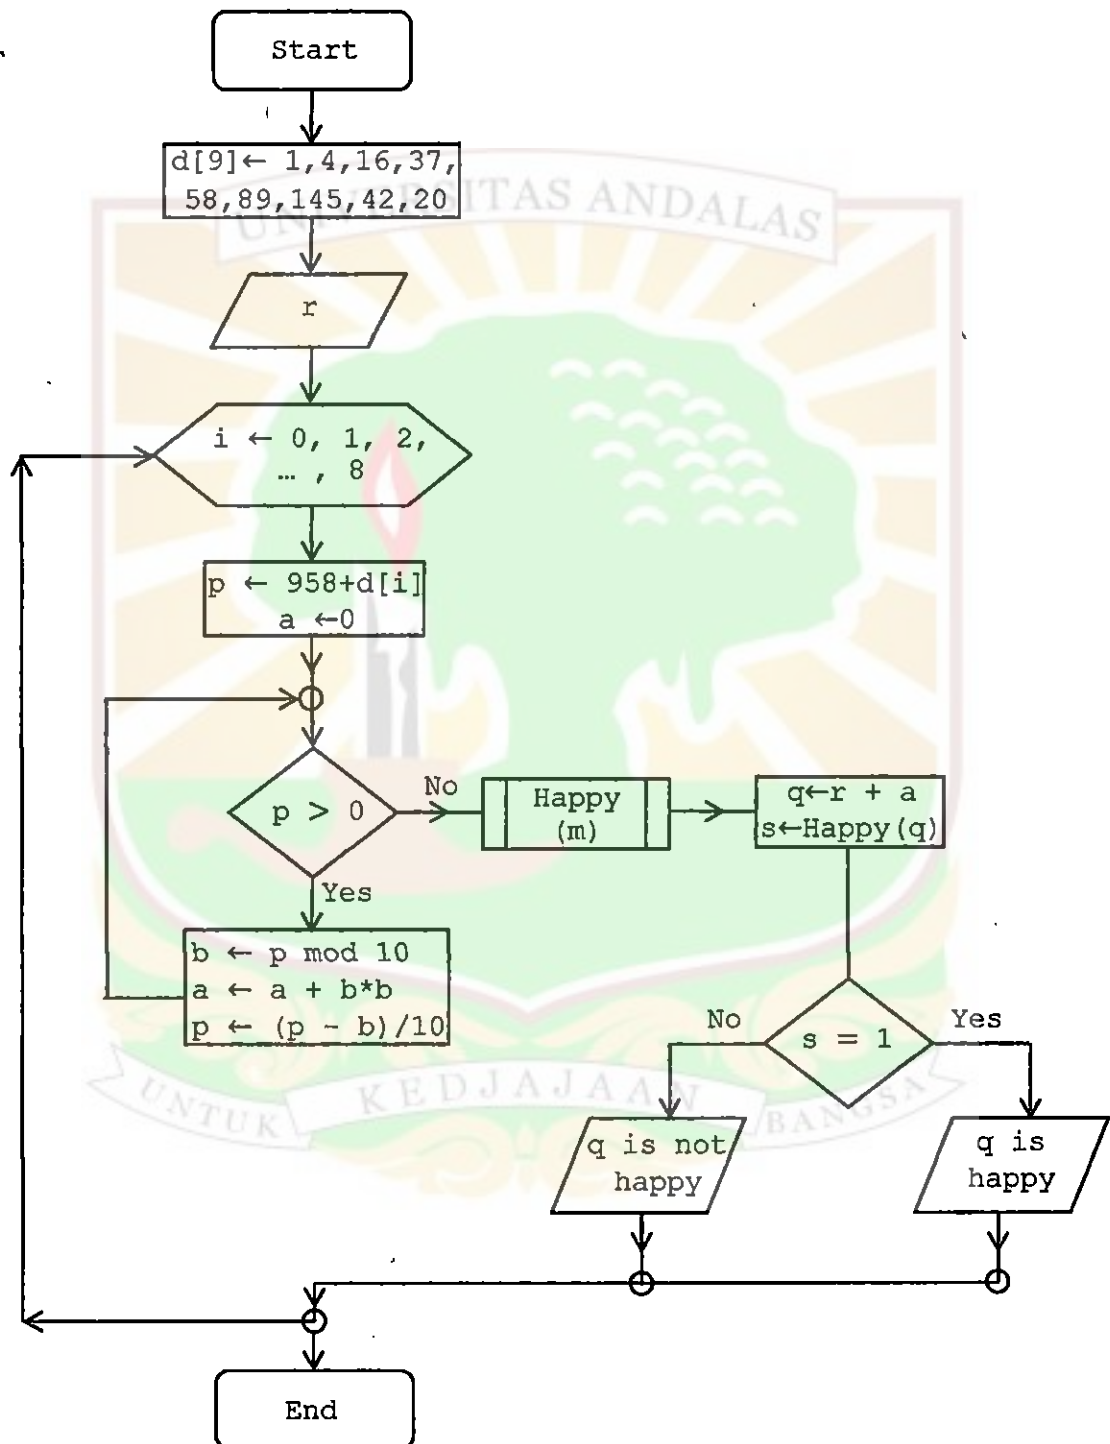 Start
d[9]← 1,4,16,37,
58,89,145,42,20
UNIVERSITAS ANDALAS
r
i ← 0, 1, 2,
… , 8
p ← 958+d[i]
a ←0
p > 0
No
Happy
(m)
q←r + a
s←Happy(q)
Yes
b ← p mod 10
a ← a + b*b
p ← (p - b)/10
No
s = 1
Yes
UNTUK KEDJAJAAN BANGSA
q is not
happy
q is
happy
End